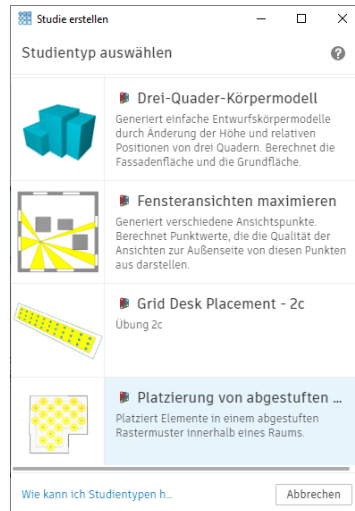 Studie erstellen
Studientyp auswählen
Drei-Quader-Körpermodell
Generiert einfache Entwurfskörpermodelle
durch Änderung der Höhe und relativen
Positionen von drei Quadern. Berechnet die
Fassadenfläche und die Grundfläche.
Fensteransichten maximieren
Generiert verschiedene Ansichtspunkte.
Berechnet Punktwerte, die die Qualität der
Ansichten zur Außenseite von diesen Punkten
aus darstellen.
Grid Desk Placement - 2c
Übung 2c
Platzierung von abgestuften ...
Platziert Elemente in einem abgestuften
Rastermuster innerhalb eines Raums.
Wie kann ich Studientypen h...
Abbrechen